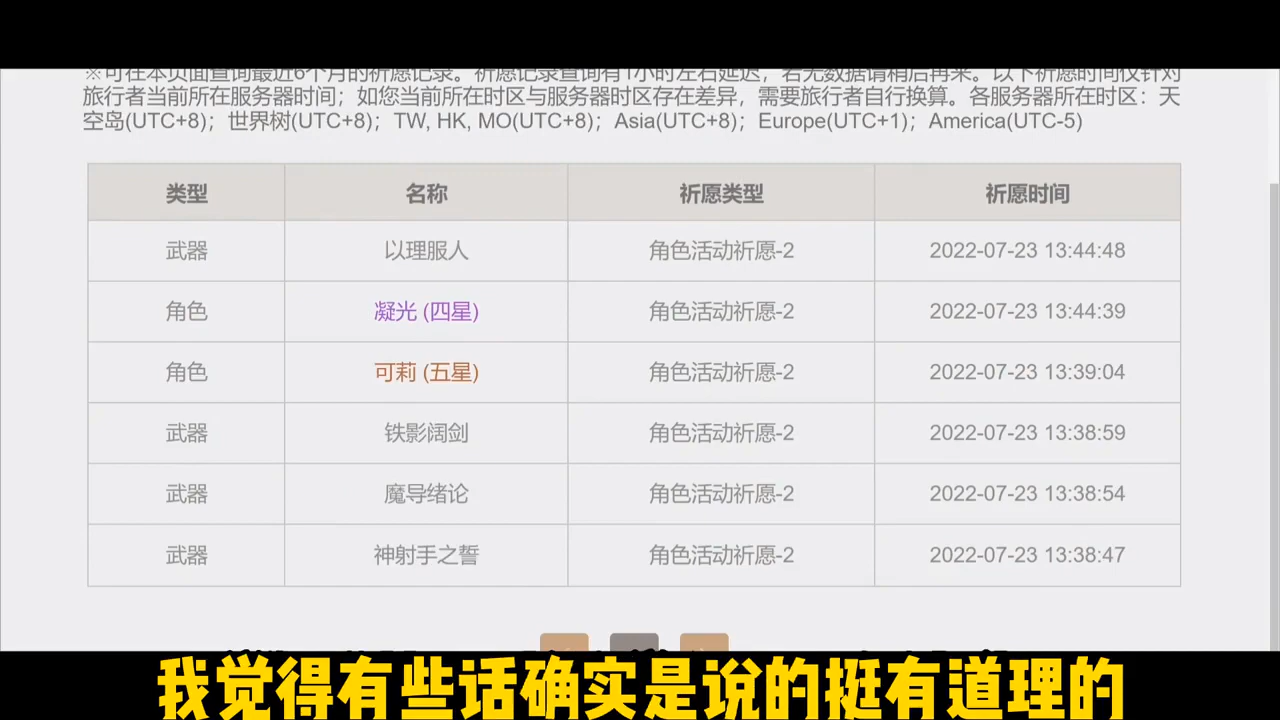 ※可在本页面查询最近6个月的祈愿记录。祈愿记录查询有1小时左右延迟，若无数据请稍后再来。以下祈愿时间仅针对
旅行者当前所在服务器时间；如您当前所在时区与服务器时区存在差异，需要旅行者自行换算。各服务器所在时区：天
空岛(UTC+8)；世界树(UTC+8)；TW, HK, MO(UTC+8)；Asia(UTC+8)；Europe(UTC+1)；America(UTC-5)
类型 名称 祈愿类型 祈愿时间
武器 以理服人 角色活动祈愿-2 2022-07-23 13:44:48
角色 凝光 (四星) 角色活动祈愿-2 2022-07-23 13:44:39
角色 可莉 (五星) 角色活动祈愿-2 2022-07-23 13:39:04
武器 铁影阔剑 角色活动祈愿-2 2022-07-23 13:38:59
武器 魔导绪论 角色活动祈愿-2 2022-07-23 13:38:54
武器 神射手之誓 角色活动祈愿-2 2022-07-23 13:38:47
我觉得有些话确实是说的挺有道理的